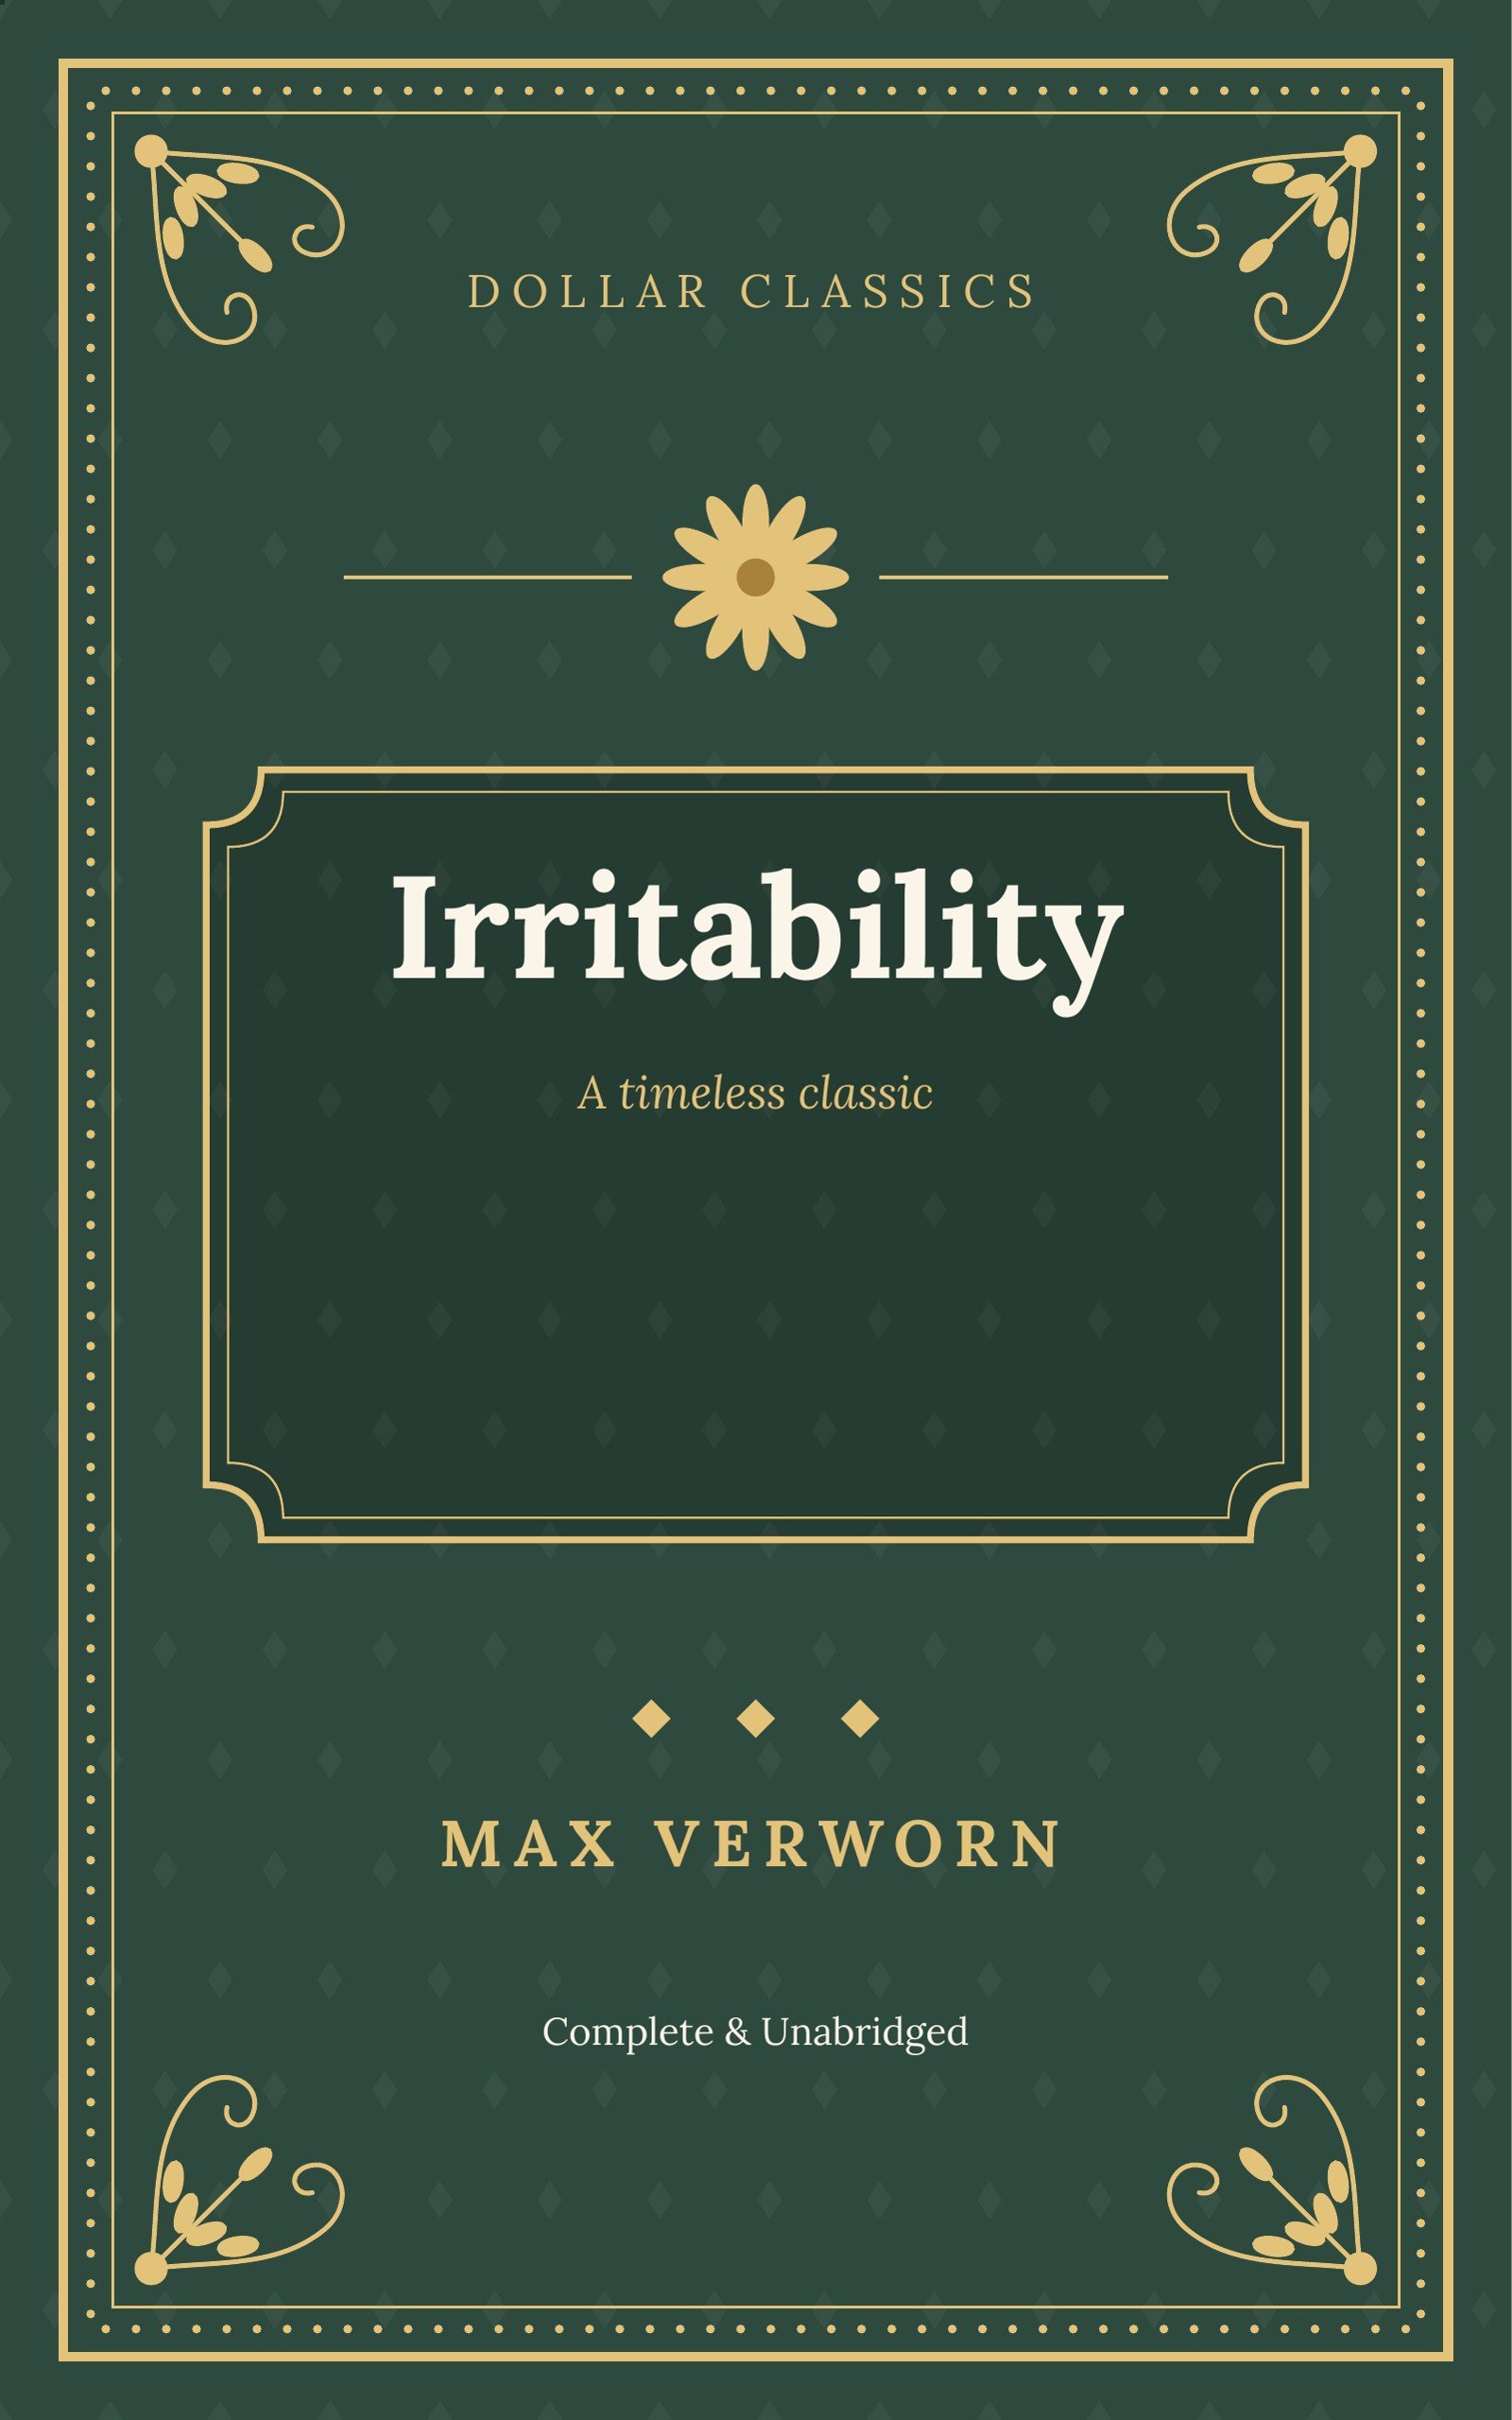 DOLLAR CLASSICS
Irritability
A timeless classic
MAX VERWORN
Complete & Unabridged